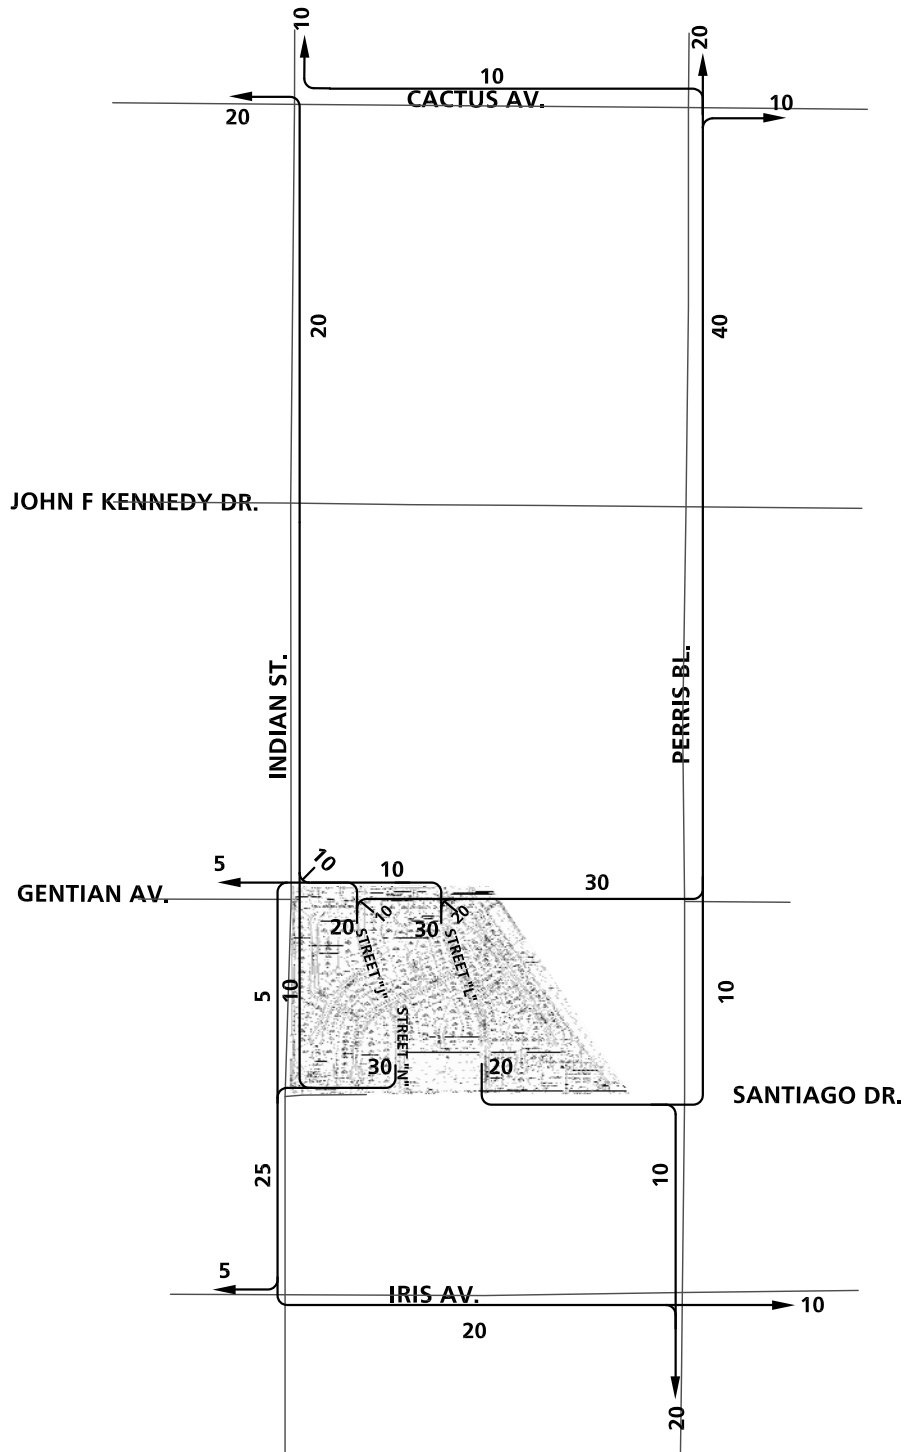 10
20
10
CACTUS AV.
10
20
20
40
JOHN F KENNEDY DR.
INDIAN ST.
PERRIS BL.
10
5
10
30
GENTIAN AV.
10
20
20
30
STREET "J"
STREET "L"
5
10
10
STREET "N"
30
20
SANTIAGO DR.
25
10
5
IRIS AV.
10
20
20